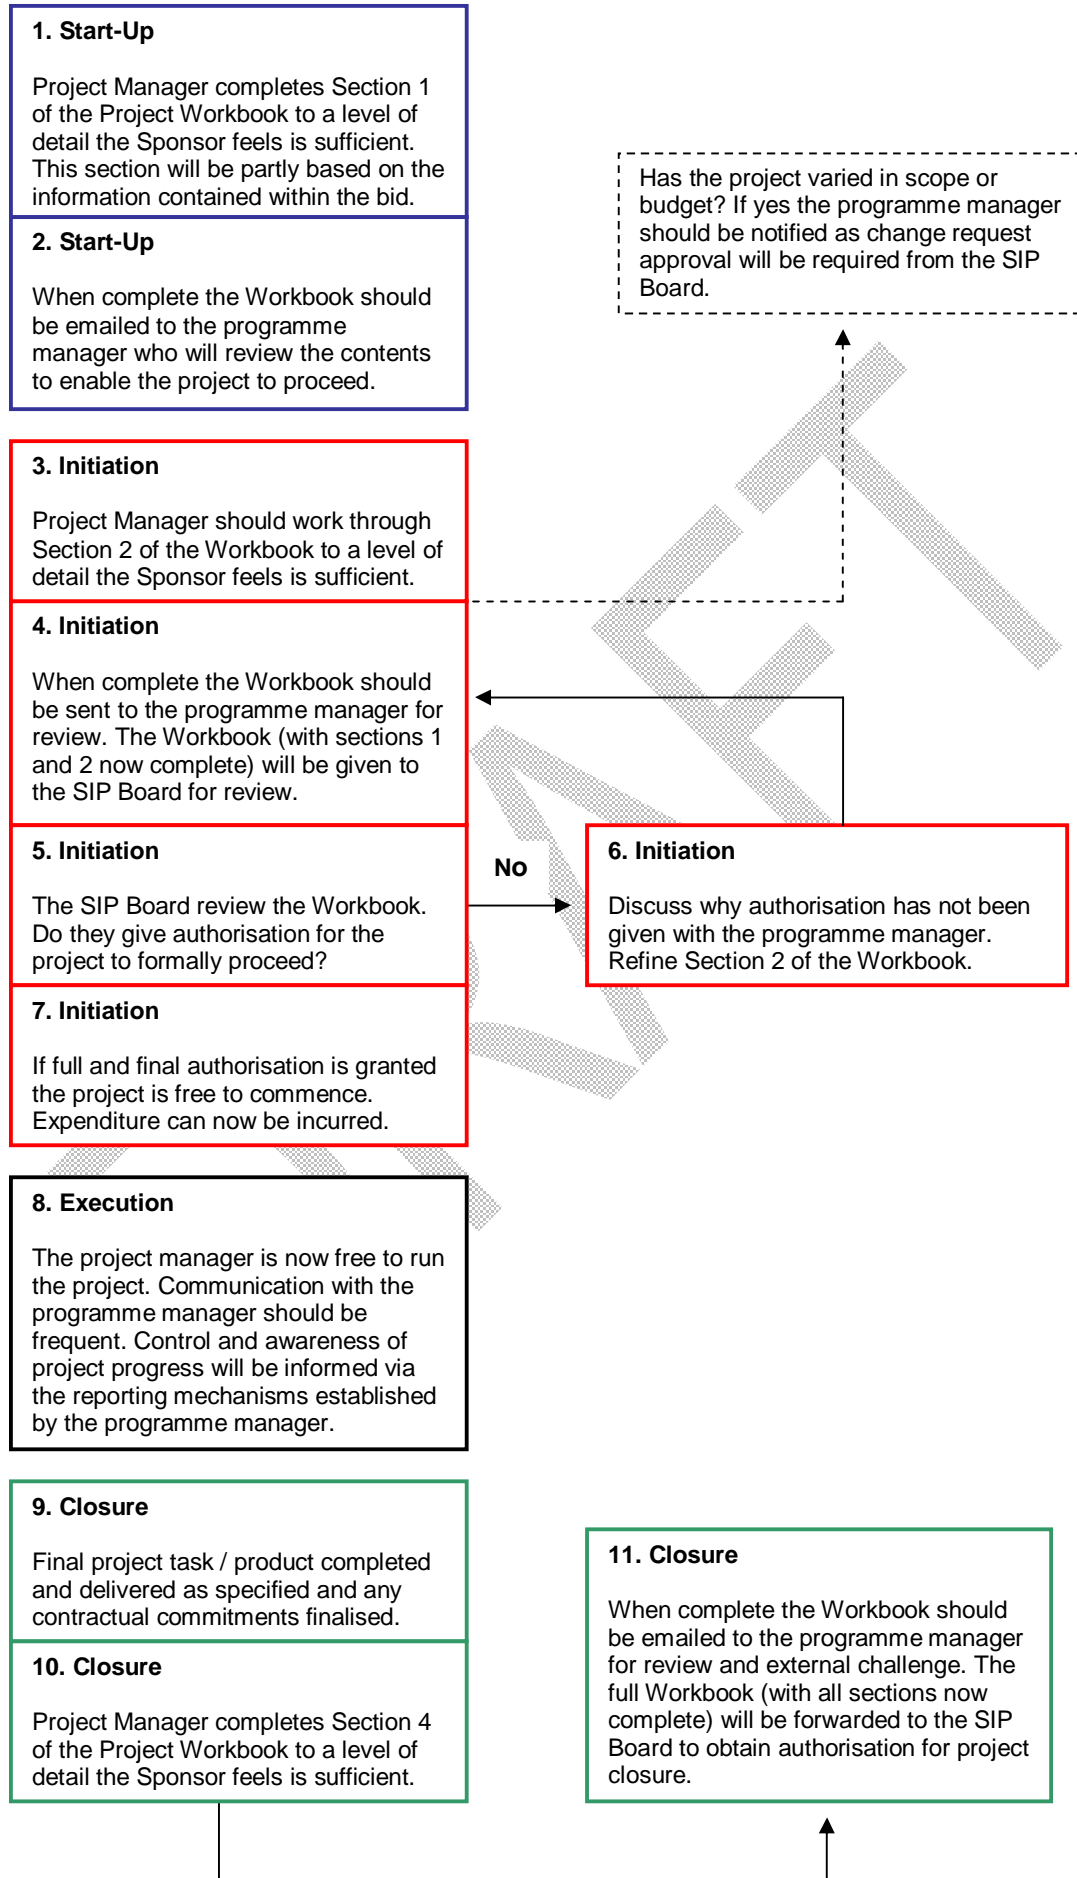 1. Start-Up
Project Manager completes Section 1
of the Project Workbook to a level of
detail the Sponsor feels is sufficient.
This section will be partly based on the
information contained within the bid.
2. Start-Up
When complete the Workbook should
be emailed to the programme
manager who will review the contents
to enable the project to proceed.
Has the project varied in scope or
budget? If yes the programme manager
should be notified as change request
approval will be required from the SIP
Board.
3. Initiation
Project Manager should work through
Section 2 of the Workbook to a level of
detail the Sponsor feels is sufficient.
4. Initiation
When complete the Workbook should
be sent to the programme manager for
review. The Workbook (with sections 1
and 2 now complete) will be given to
the SIP Board for review.
5. Initiation
The SIP Board review the Workbook.
Do they give authorisation for the
project to formally proceed?
No
6. Initiation
Discuss why authorisation has not been
given with the programme manager.
Refine Section 2 of the Workbook.
7. Initiation
If full and final authorisation is granted
the project is free to commence.
Expenditure can now be incurred.
8. Execution
The project manager is now free to run
the project. Communication with the
programme manager should be
frequent. Control and awareness of
project progress will be informed via
the reporting mechanisms established
by the programme manager.
9. Closure
Final project task / product completed
and delivered as specified and any
contractual commitments finalised.
10. Closure
Project Manager completes Section 4
of the Project Workbook to a level of
detail the Sponsor feels is sufficient.
11. Closure
When complete the Workbook should
be emailed to the programme manager
for review and external challenge. The
full Workbook (with all sections now
complete) will be forwarded to the SIP
Board to obtain authorisation for project
closure.